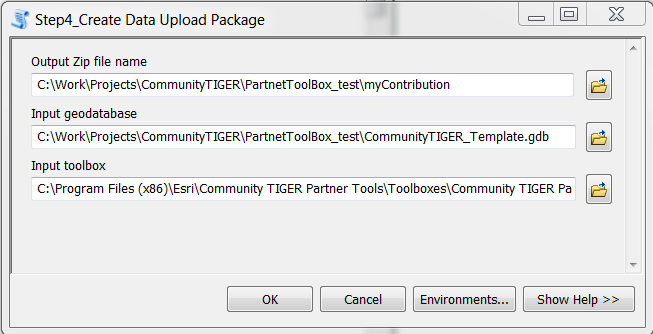 Step4_Create Data Upload Package
Output Zip file name
C:\Work\Projects\CommunityTIGER\PartnetToolBox_test\myContribution
Input geodatabase
C:\Work\Projects\CommunityTIGER\PartnetToolBox_test\CommunityTIGER_Template.gdb
Input toolbox
C:\Program Files (x86)\Esri\Community TIGER Partner Tools\Toolboxes\Community TIGER Pa
OK Cancel Environments... Show Help >>